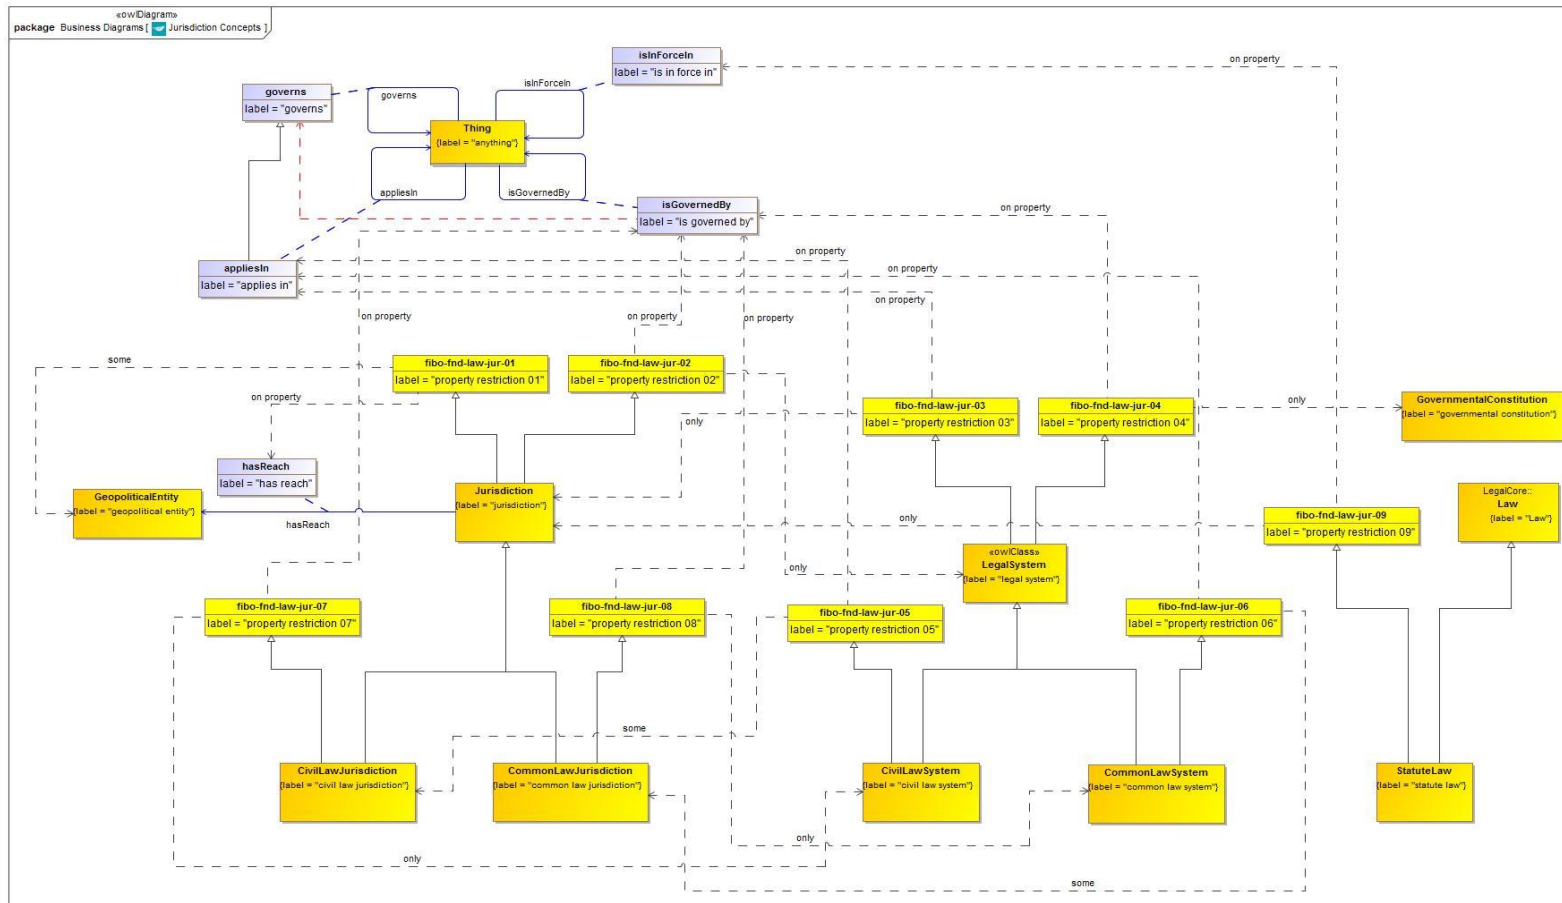 «owlDiagram»
package Business Diagrams [ Jurisdiction Concepts ]
isInForceIn
label = "is in force in"
on property
governs
label = "governs"
governs
isInForceIn
Thing
{label = "anything"}
appliesIn
isGovernedBy
isGovernedBy
label = "is governed by"
on property
appliesIn
label = "applies in"
on property
on property
on property
on property
on property
on property
some
fibo-fnd-law-jur-01
label = "property restriction 01"
fibo-fnd-law-jur-02
label = "property restriction 02"
on property
fibo-fnd-law-jur-03
label = "property restriction 03"
fibo-fnd-law-jur-04
label = "property restriction 04"
only
GovernmentalConstitution
{label = "governmental constitution"}
only
hasReach
label = "has reach"
GeopoliticalEntity
{label = "geopolitical entity"}
hasReach
Jurisdiction
{label = "jurisdiction"}
LegalCore::
Law
{label = "Law"}
only
fibo-fnd-law-jur-09
label = "property restriction 09"
«owlClass»
LegalSystem
{label = "legal system"}
only
fibo-fnd-law-jur-07
label = "property restriction 07"
fibo-fnd-law-jur-08
label = "property restriction 08"
fibo-fnd-law-jur-05
label = "property restriction 05"
fibo-fnd-law-jur-06
label = "property restriction 06"
some
CivilLawJurisdiction
{label = "civil law jurisdiction"}
CommonLawJurisdiction
{label = "common law jurisdiction"}
CivilLawSystem
{label = "civil law system"}
CommonLawSystem
{label = "common law system"}
StatuteLaw
{label = "statute law"}
only
only
some